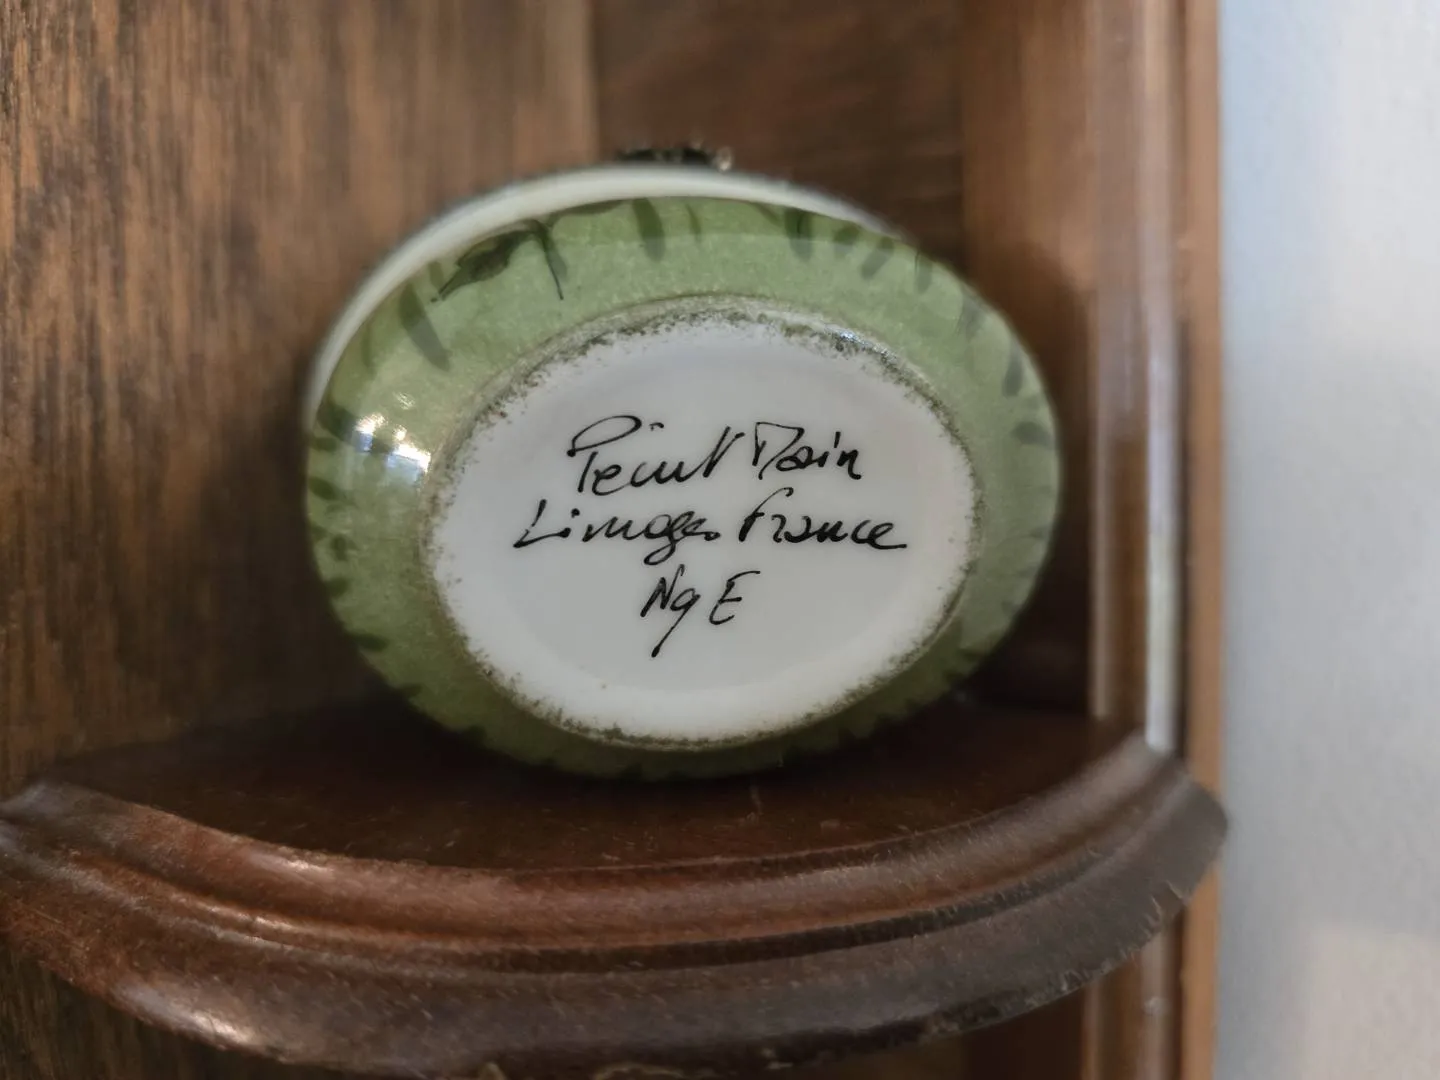 Peint Main
Limoges France
Ng E